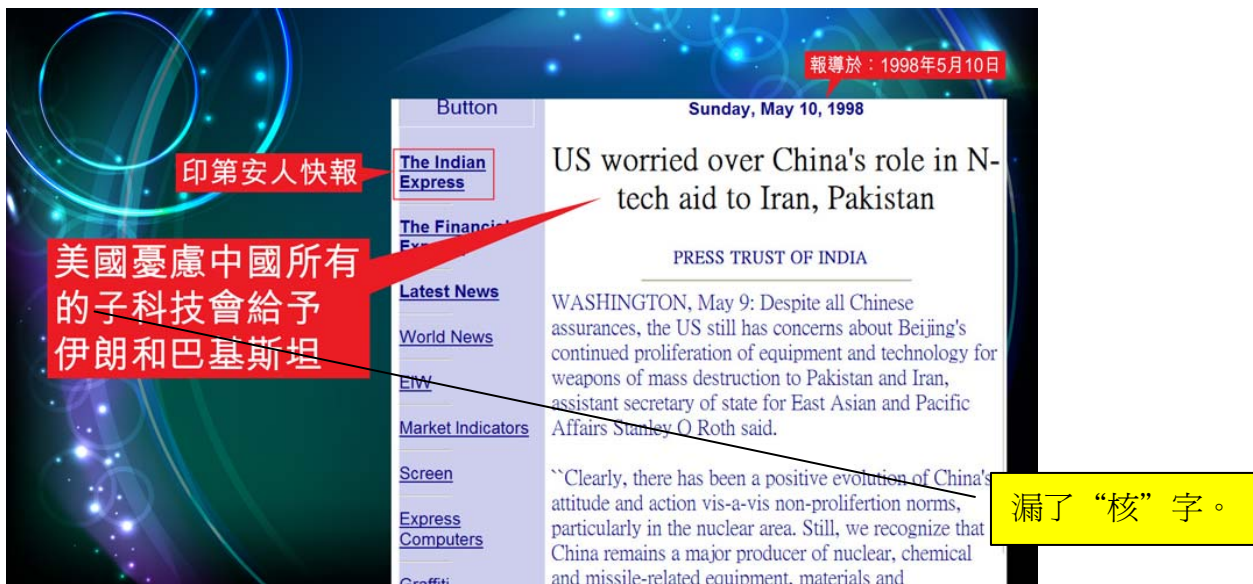 報導於：1998年5月10日
Button
Sunday, May 10, 1998
印第安人快報
The Indian
Express
US worried over China's role in N-
tech aid to Iran, Pakistan
The Financial
美國憂慮中國所有
的子科技會給予
伊朗和巴基斯坦
PRESS TRUST OF INDIA
Latest News
World News
EIW
Market Indicators
Screen
Express
Computers
WASHINGTON, May 9: Despite all Chinese
assurances, the US still has concerns about Beijing's
continued proliferation of equipment and technology for
weapons of mass destruction to Pakistan and Iran,
assistant secretary of state for East Asian and Pacific
Affairs Stanley O Roth said.
``Clearly, there has been a positive evolution of China's
attitude and action vis-a-vis non-prolifertion norms,
particularly in the nuclear area. Still, we recognize that
China remains a major producer of nuclear, chemical
and missile-related equipment, materials and
漏了“核”字。